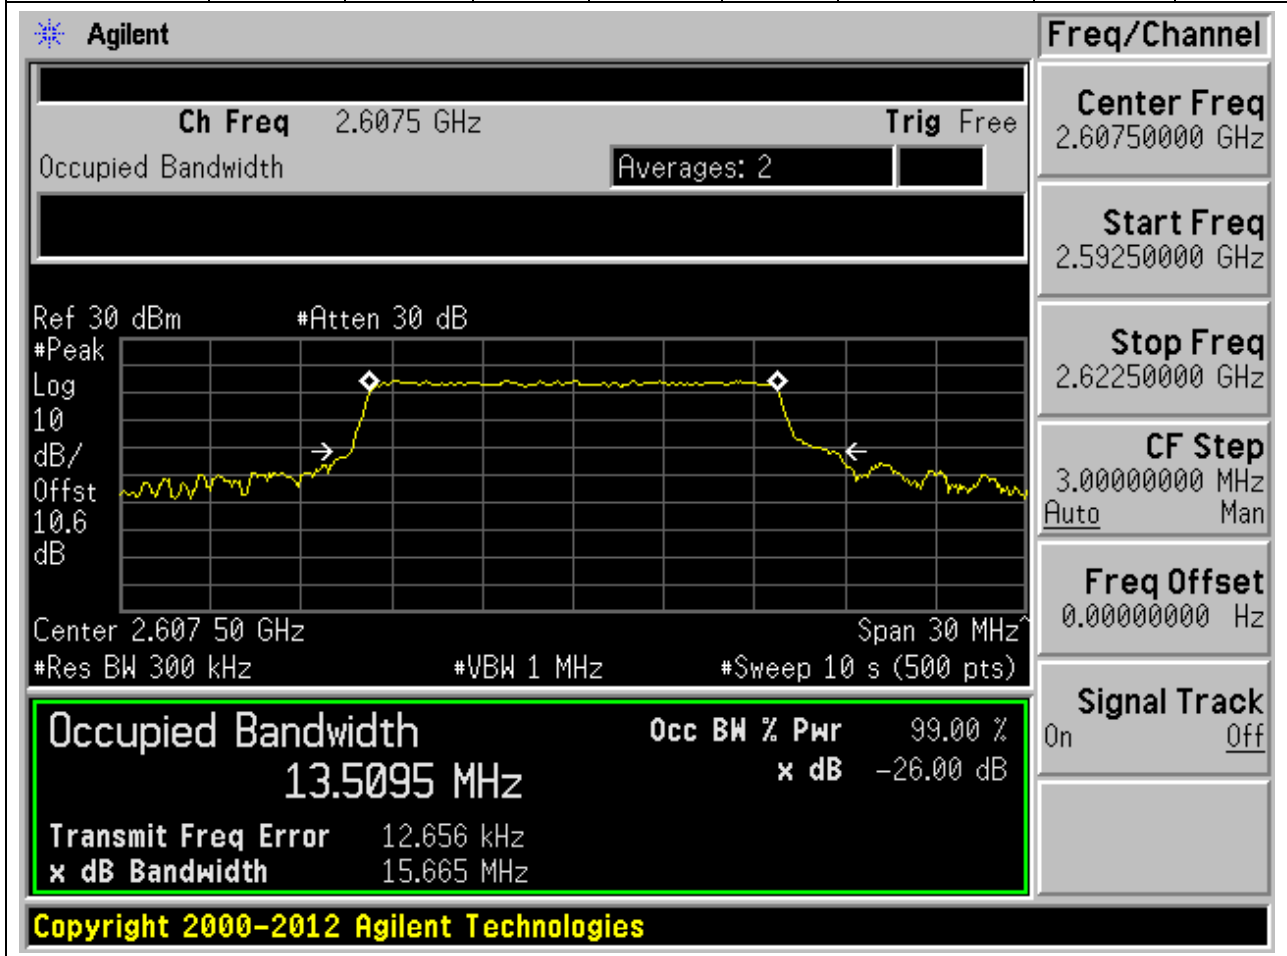 Agilent
Freq/Channel
Ch Freq 2.6075 GHz Trig Free
Occupied Bandwidth Averages: 2
Center Freq
2.60750000 GHz
Start Freq
2.59250000 GHz
Stop Freq
2.62250000 GHz
CF Step
3.00000000 MHz
Auto Man
Freq Offset
0.00000000 Hz
Signal Track
On Off
Ref 30 dBm #Atten 30 dB
#Peak
Log
10
dB/
Offst
10.6
dB
Center 2.607 50 GHz Span 30 MHz^
#Res BW 300 kHz #VBW 1 MHz #Sweep 10 s (500 pts)
Occupied Bandwidth
13.5095 MHz
Occ BW % Pwr 99.00 %
x dB -26.00 dB
Transmit Freq Error 12.656 kHz
x dB Bandwidth 15.665 MHz
Copyright 2000-2012 Agilent Technologies